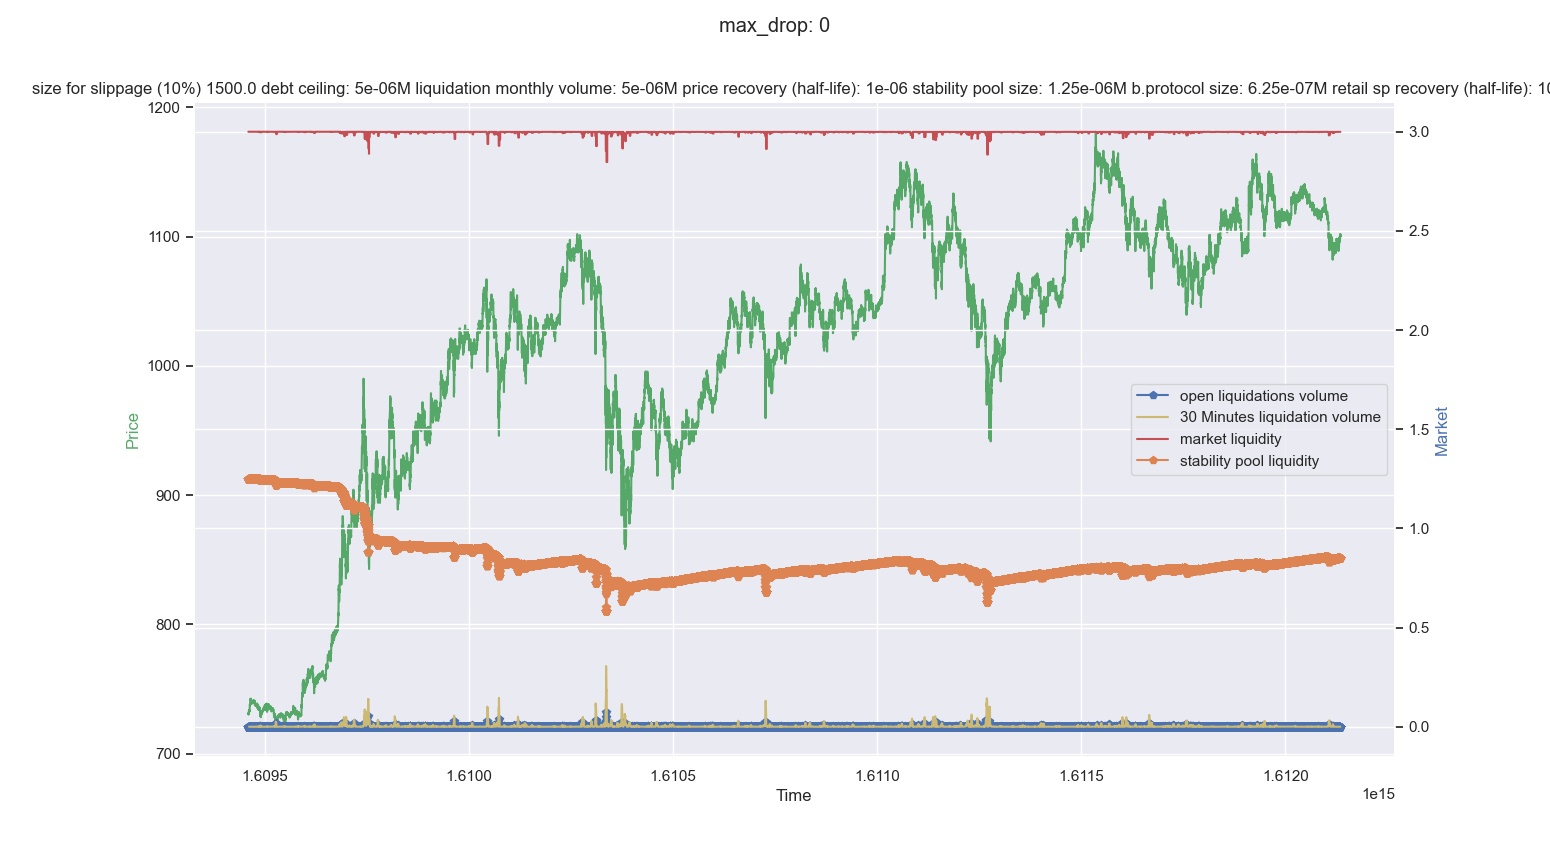 max_drop: 0
size for slippage (10%) 1500.0 debt ceiling: 5e-06M liquidation monthly volume: 5e-06M price recovery (half-life): 1e-06 stability pool size: 1.25e-06M b.protocol size: 6.25e-07M retail sp recovery (half-life): 10
1200
1100
1000
900
800
700
Price
3.0
2.5
2.0
1.5
1.0
0.5
0.0
Market
open liquidations volume
30 Minutes liquidation volume
market liquidity
stability pool liquidity
1.6095
1.6100
1.6105
1.6110
1.6115
1.6120
1e15
Time